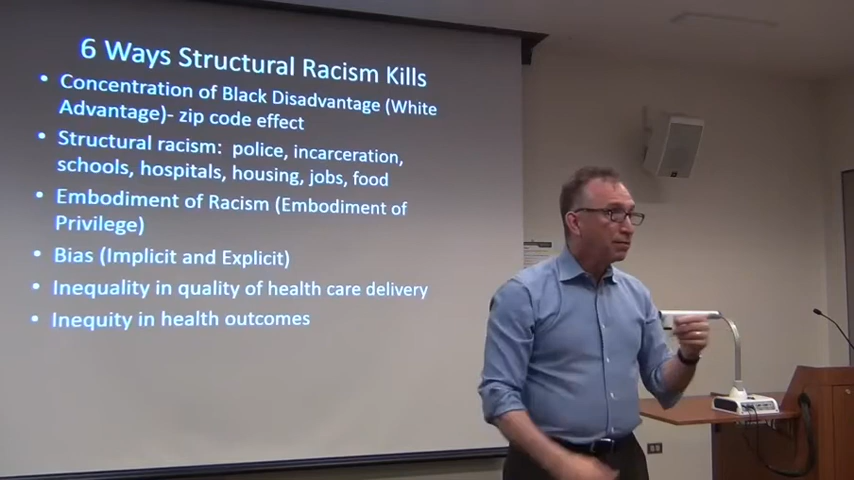 6 Ways Structural Racism Kills
• Concentration of Black Disadvantage (White
Advantage)- zip code effect
• Structural racism: police, incarceration,
schools, hospitals, housing, jobs, food
• Embodiment of Racism (Embodiment of
Privilege)
• Bias (Implicit and Explicit)
• Inequality in quality of health care delivery
• Inequity in health outcomes